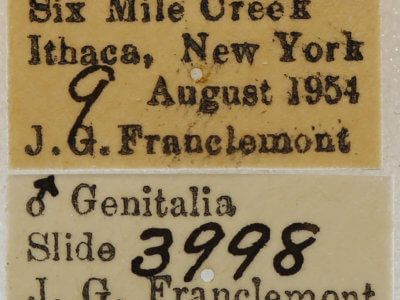 Six Mile Creek
Ithaca, New York
9 August 1954
J. G. Franclemont
♂ Genitalia
Slide 3998
J. G. Franclemont